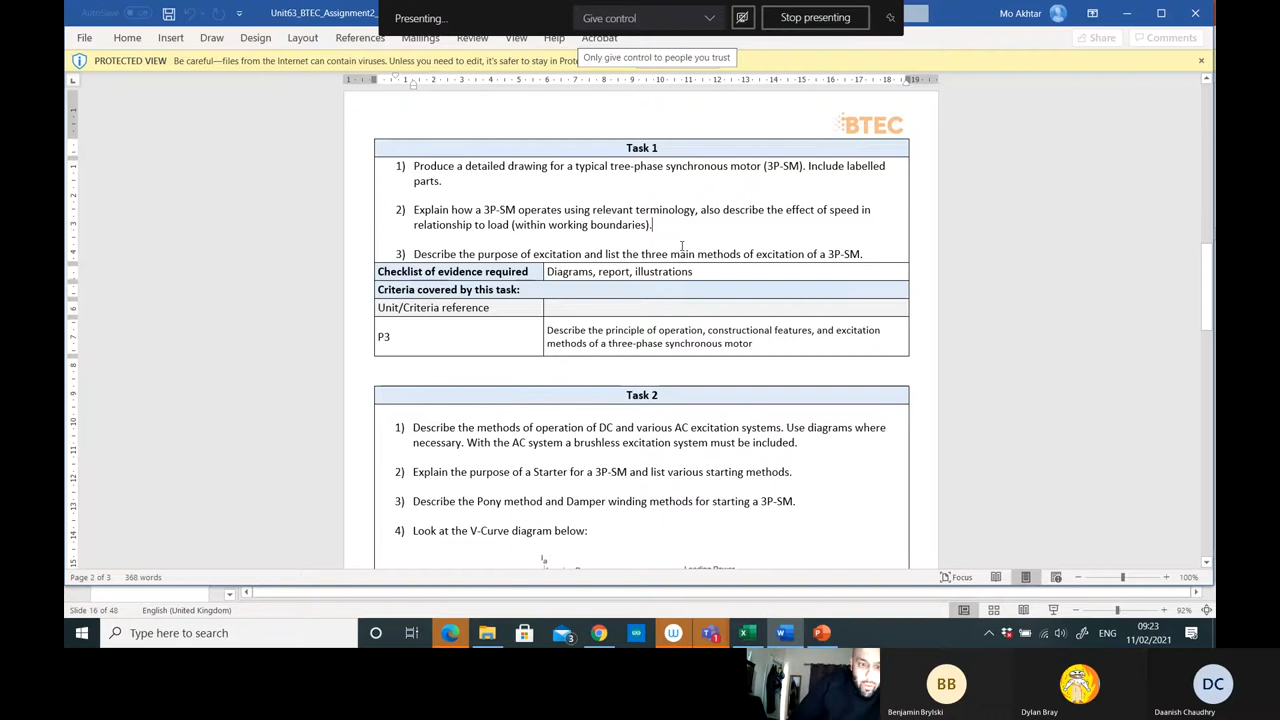 AutoSave
Unit63_BTEC_Assignment2_
Presenting...
Give control
Stop presenting
Mo Akhtar
File Home Insert Draw Design Layout References Mailings Review View Help Acrobat
Share Comments
Only give control to people you trust
PROTECTED VIEW Be careful—files from the Internet can contain viruses. Unless you need to edit, it's safer to stay in Prote
BTEC
Task 1
1) Produce a detailed drawing for a typical tree-phase synchronous motor (3P-SM). Include labelled
parts.
2) Explain how a 3P-SM operates using relevant terminology, also describe the effect of speed in
relationship to load (within working boundaries).
3) Describe the purpose of excitation and list the three main methods of excitation of a 3P-SM.
Checklist of evidence required Diagrams, report, illustrations
Criteria covered by this task:
Unit/Criteria reference
P3
Describe the principle of operation, constructional features, and excitation
methods of a three-phase synchronous motor
Task 2
1) Describe the methods of operation of DC and various AC excitation systems. Use diagrams where
necessary. With the AC system a brushless excitation system must be included.
2) Explain the purpose of a Starter for a 3P-SM and list various starting methods.
3) Describe the Pony method and Damper winding methods for starting a 3P-SM.
4) Look at the V-Curve diagram below:
Ia
Page 2 of 3 368 words
Focus
100%
Slide 16 of 48 English (United Kingdom)
92%
Type here to search
ENG
09:23
11/02/2021
BB
DC
Benjamin Brylski
Dylan Bray
Daanish Chaudhry